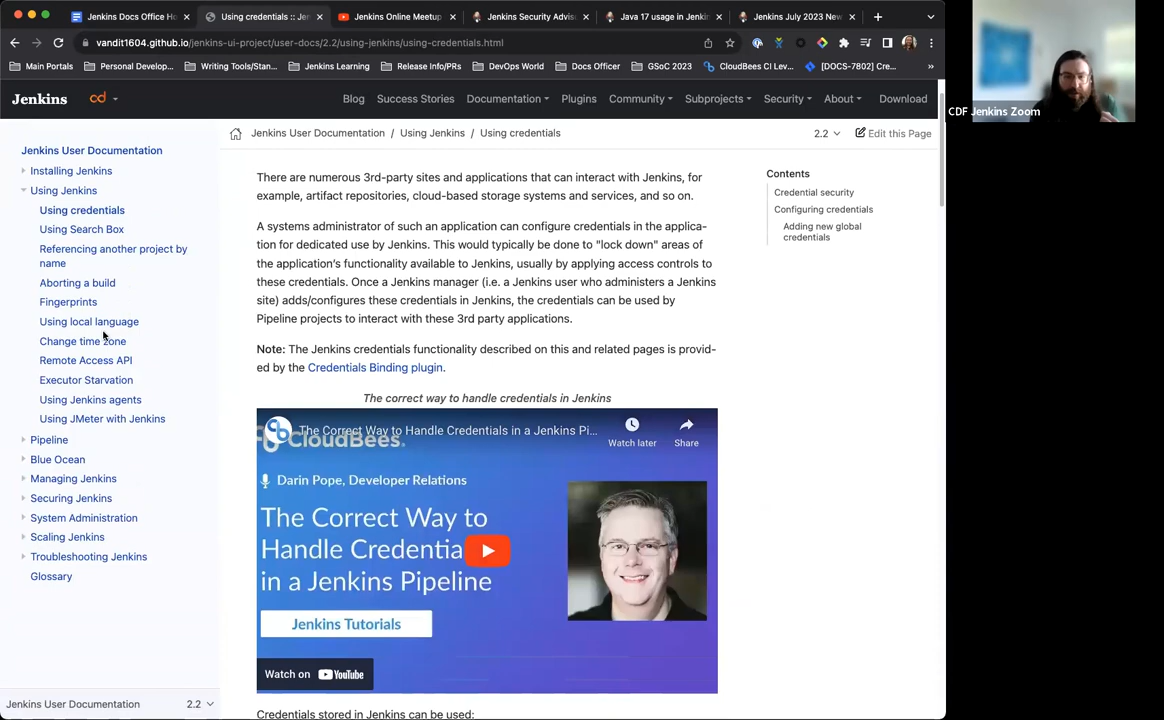 Jenkins Docs Office Ho
Using credentials :: Je
Jenkins Online Meetup
Jenkins Security Advis
Java 17 usage in Jenki
Jenkins July 2023 New
vandit1604.github.io/jenkins-ui-project/user-docs/2.2/using-jenkins/using-credentials.html
Main Portals
Personal Develop...
Writing Tools/Stan...
Jenkins Learning
Release Info/PRs
DevOps World
Docs Officer
GSoC 2023
CloudBees CI Lev...
[DOCS-7802] Cre...
Jenkins
cd
Blog
Success Stories
Documentation
Plugins
Community
Subprojects
Security
About
Download
CDF Jenkins Zoom
Jenkins User Documentation / Using Jenkins / Using credentials
2.2
Edit this Page
Jenkins User Documentation
Installing Jenkins
Using Jenkins
Using credentials
Using Search Box
Referencing another project by
name
Aborting a build
Fingerprints
Using local language
Change time zone
Remote Access API
Executor Starvation
Using Jenkins agents
Using JMeter with Jenkins
Pipeline
Blue Ocean
Managing Jenkins
Securing Jenkins
System Administration
Scaling Jenkins
Troubleshooting Jenkins
Glossary
Jenkins User Documentation
2.2
There are numerous 3rd-party sites and applications that can interact with Jenkins, for
example, artifact repositories, cloud-based storage systems and services, and so on.
A systems administrator of such an application can configure credentials in the applica-
tion for dedicated use by Jenkins. This would typically be done to "lock down" areas of
the application's functionality available to Jenkins, usually by applying access controls to
these credentials. Once a Jenkins manager (i.e. a Jenkins user who administers a Jenkins
site) adds/configures these credentials in Jenkins, the credentials can be used by
Pipeline projects to interact with these 3rd party applications.
Note: The Jenkins credentials functionality described on this and related pages is provid-
ed by the Credentials Binding plugin.
The correct way to handle credentials in Jenkins
The Correct Way to Handle Credentials in a Jenkins Pi...
CloudBees.
Watch later
Share
Darin Pope, Developer Relations
The Correct Way to
Handle Credentia
in a Jenkins Pipeline
Jenkins Tutorials
Watch on YouTube
Credentials stored in Jenkins can be used:
Contents
Credential security
Configuring credentials
Adding new global
credentials